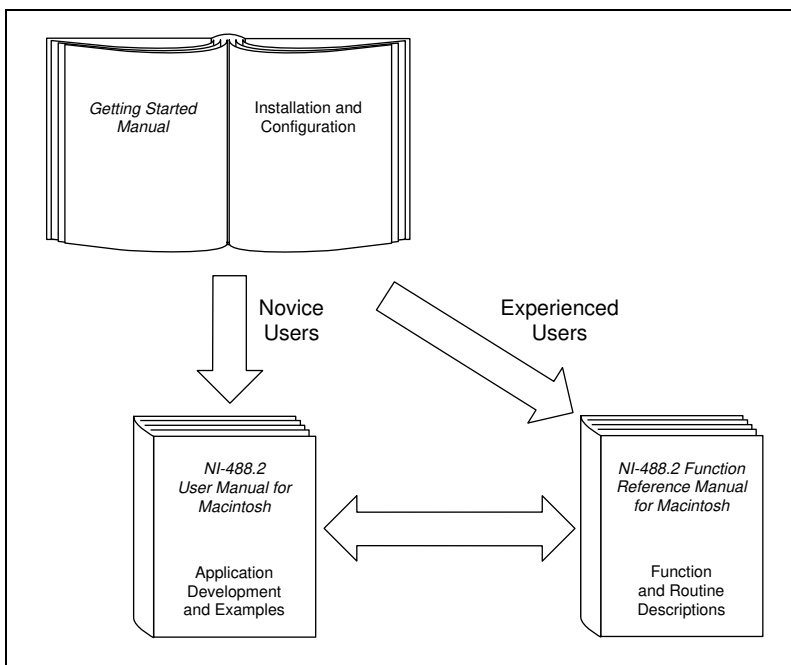 Getting Started
Manual
Installation and
Configuration
Novice
Users
Experienced
Users
NI-488.2
User Manual for
Macintosh
Application
Development
and Examples
NI-488.2 Function
Reference Manual
for Macintosh
Function
and Routine
Descriptions